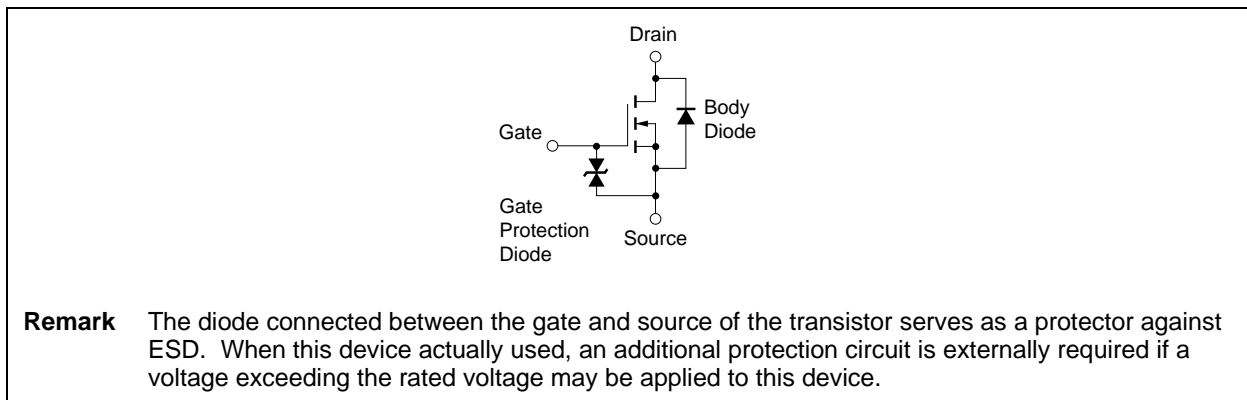 Drain
Body
Diode
Gate
Gate
Protection
Diode
Source
Remark The diode connected between the gate and source of the transistor serves as a protector against
ESD. When this device actually used, an additional protection circuit is externally required if a
voltage exceeding the rated voltage may be applied to this device.